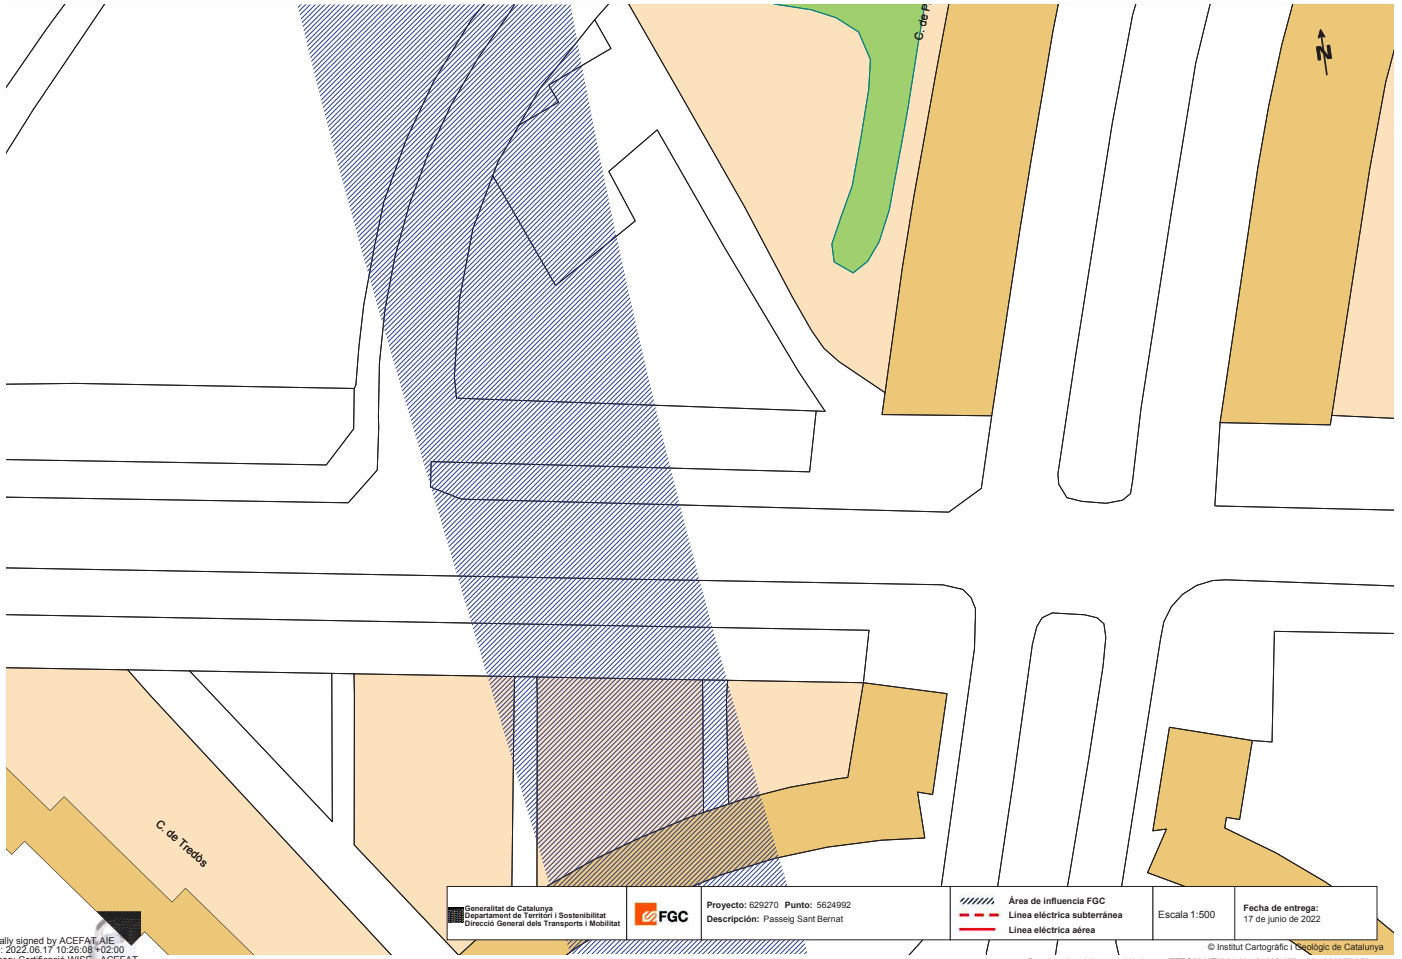 C. de P
N
C. de Tredòs
Generalitat de Catalunya
Departament de Territori i Sostenibilitat
Direcció General dels Transports i Mobilitat
FGC
Proyecto: 629270 Punto: 5624992
Descripción: Passeig Sant Bernat
Àrea de influencia FGC
Línea eléctrica subterránea
Línea eléctrica aérea
Escala 1:500
Fecha de entrega:
17 de junio de 2022
© Institut Cartogràfic i Geològic de Catalunya
ally signed by ACEFAT, AIE
: 2022.06.17 10:26:08 +02:00